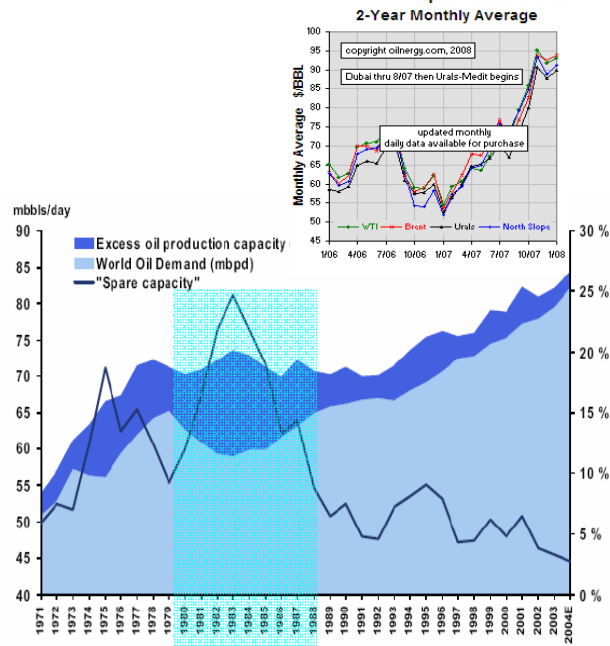 2-Year Monthly Average
copyright oilnergy.com, 2008
Dubai thru 8/07 then Urals-Medit begins
updated monthly
daily data available for purchase
Monthly Average $/BBL
100
95
90
85
80
75
70
65
60
55
50
45
1/06 4/06 7/06 10/06 1/07 4/07 7/07 10/07 1/08
WTI Brent Urals North Slope
mbbls/day
90
85
80
75
70
65
60
55
50
45
40
Excess oil production capacity
World Oil Demand (mbpd)
"Spare capacity"
30 %
25 %
20 %
15 %
10 %
5 %
0 %
1971 1972 1973 1974 1975 1976 1977 1978 1979 1980 1981 1982 1983 1984 1985 1986 1987 1988 1989 1990 1991 1992 1993 1994 1995 1996 1997 1998 1999 2000 2001 2002 2003 2004E